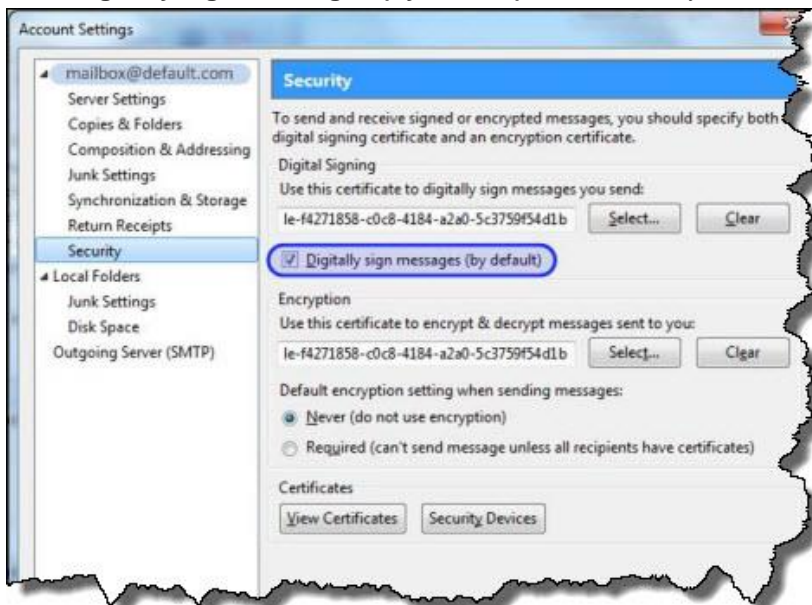 Account Settings
mailbox@default.com
Server Settings
Copies & Folders
Composition & Addressing
Junk Settings
Synchronization & Storage
Return Receipts
Security
Local Folders
Junk Settings
Disk Space
Outgoing Server (SMTP)
Security
To send and receive signed or encrypted messages, you should specify both
digital signing certificate and an encryption certificate.
Digital Signing
Use this certificate to digitally sign messages you send:
le-f4271858-c0c8-4184-a2a0-5c3759f54d1b Select... Clear
Digitally sign messages (by default)
Encryption
Use this certificate to encrypt & decrypt messages sent to you:
le-f4271858-c0c8-4184-a2a0-5c3759f54d1b Select... Clear
Default encryption setting when sending messages:
Never (do not use encryption)
Required (can't send message unless all recipients have certificates)
Certificates
View Certificates Security Devices